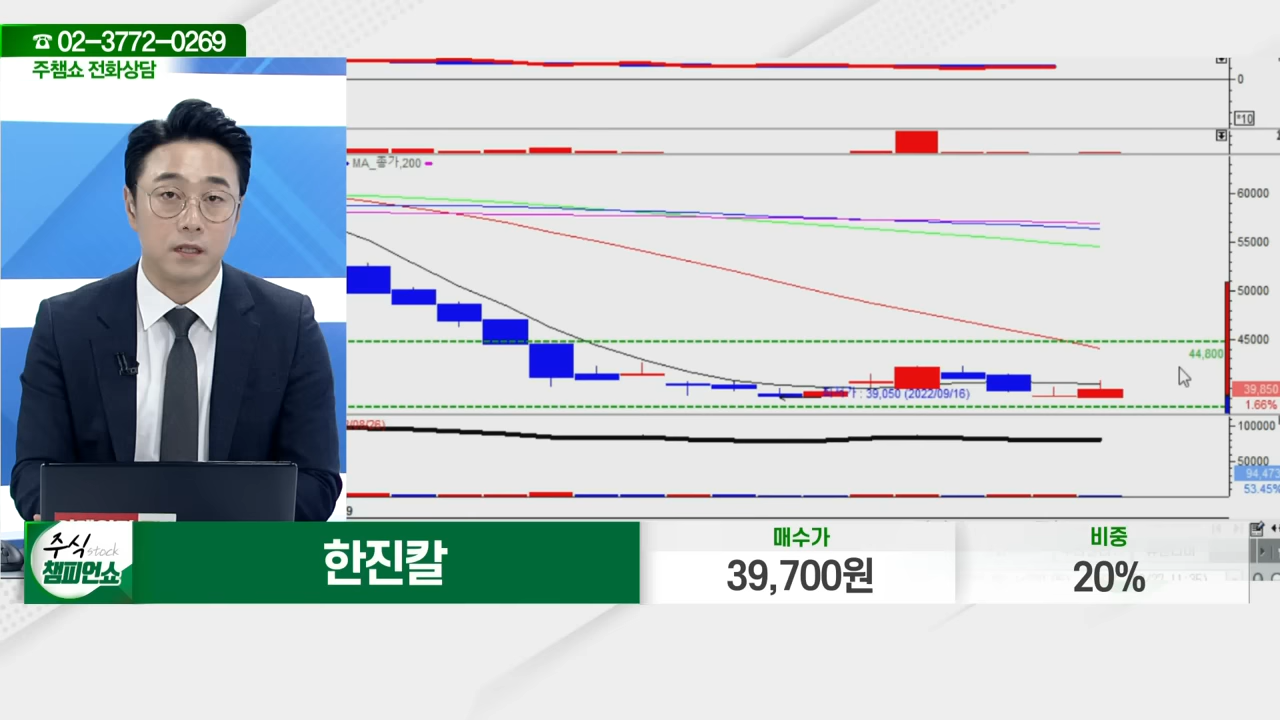 ☎ 02-3772-0269
주챔쇼 전화상담
0
*10
MA_종가,200
60000
55000
50000
45000
44,800
39,850
1.66%
: 39,050 (2022/09/16)
100000
50000
94,473
53.45%
9
주식 stock
챔피언쇼
한진칼
매수가
39,700원
비중
20%